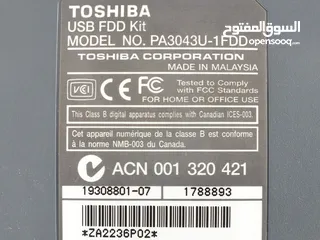 TOSHIBA
USB FDD Kit
MODEL NO. PA3043U-1FDD
السوق المفتوح
opensooq.com
TOSHIBA CORPORATION
MADE IN MALAYSIA
VCI
CE
FC
Tested to Comply
with FCC Standards
FOR HOME OR OFFICE USE
This Class B digital apparatus complies with Canadian ICES-003.
Cet appareil numérique de la classe B est conforme
à la norme NMB-003 du Canada.
ACN 001 320 421
19308801-07
1788893
*ZA2236P02*